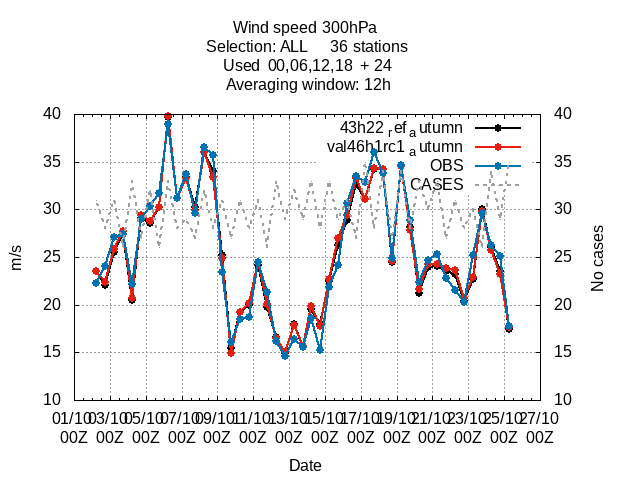 Wind speed 300hPa
Selection: ALL 36 stations
Used 00,06,12,18 + 24
Averaging window: 12h
43h22 refautumn
val46h1rc1 autumn
OBS
CASES
40
35
30
25
20
15
10
40
35
30
25
20
15
10
m/s
No cases
01/10 03/10 05/10 07/10 09/10 11/10 13/10 15/10 17/10 19/10 21/10 23/10 25/10 27/10
00Z 00Z 00Z 00Z 00Z 00Z 00Z 00Z 00Z 00Z 00Z 00Z 00Z 00Z
Date